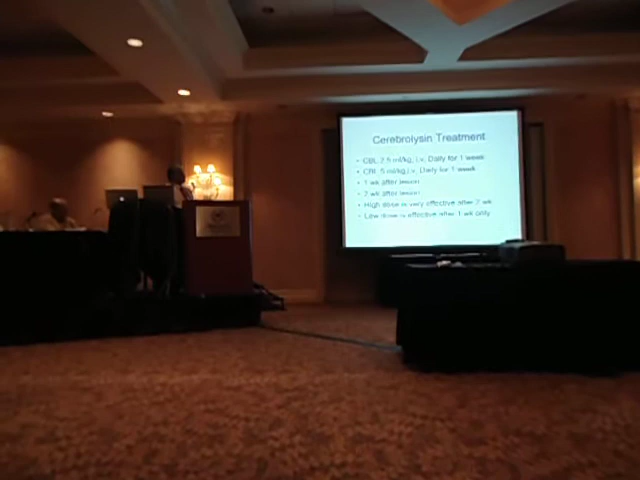 Cerebrolysin Treatment
• CBL 2.5 ml/kg, i.v, Daily for 1 week
• CBL 5 ml/kg,i.v, Daily for 1 week
• 1 wk after lesion
• 2 wk after lesion
• High dose is very effective after 2 wk
• Low dose is effective after 1 wk only